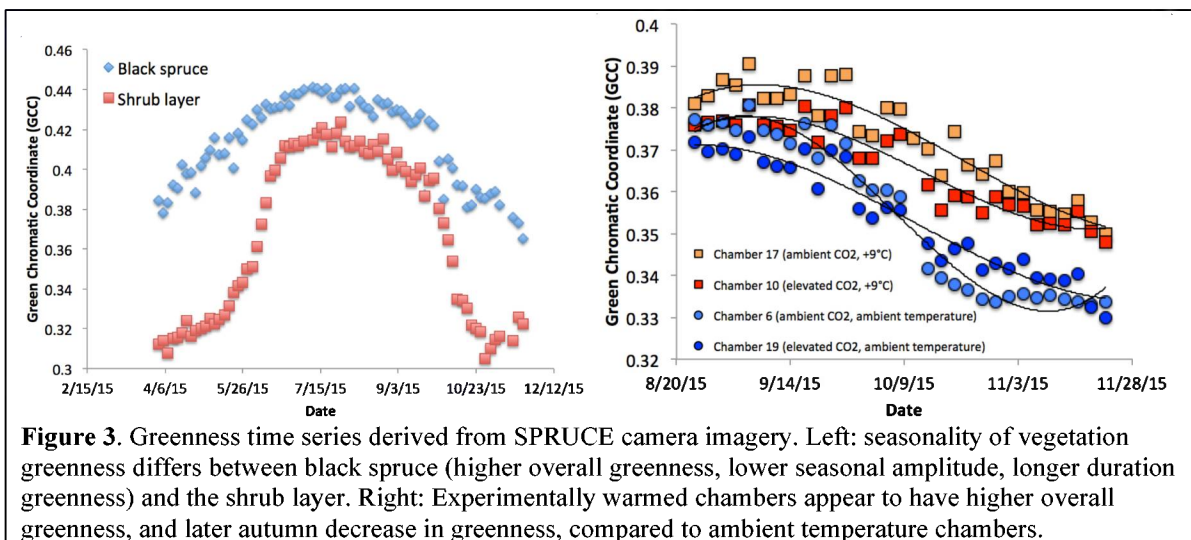 0.46
0.44
0.42
0.4
0.38
0.36
0.34
0.32
0.3
Green Chromatic Coordinate (GCC)
Black spruce
Shrub layer
2/15/15 4/6/15 5/26/15 7/15/15 9/3/15 10/23/15 12/12/15
Date
0.4
0.39
0.38
0.37
0.36
0.35
0.34
0.33
0.32
Green Chromatic Coordinate (GCC)
Chamber 17 (ambient CO2, +9°C)
Chamber 10 (elevated CO2, +9°C)
Chamber 6 (ambient CO2, ambient temperature)
Chamber 19 (elevated CO2, ambient temperature)
8/20/15 9/14/15 10/9/15 11/3/15 11/28/15
Date
Figure 3. Greenness time series derived from SPRUCE camera imagery. Left: seasonality of vegetation
greenness differs between black spruce (higher overall greenness, lower seasonal amplitude, longer duration
greenness) and the shrub layer. Right: Experimentally warmed chambers appear to have higher overall
greenness, and later autumn decrease in greenness, compared to ambient temperature chambers.